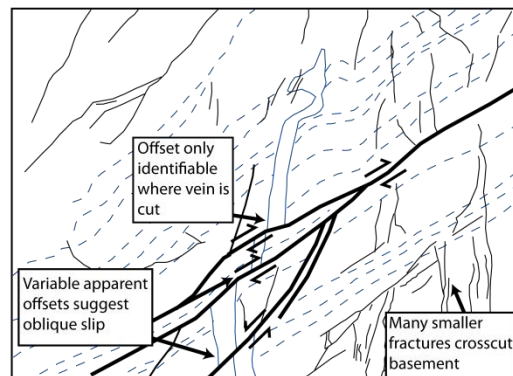 Offset only
identifiable
where vein is
cut
Variable apparent
offsets suggest
oblique slip
Many smaller
fractures crosscut
basement